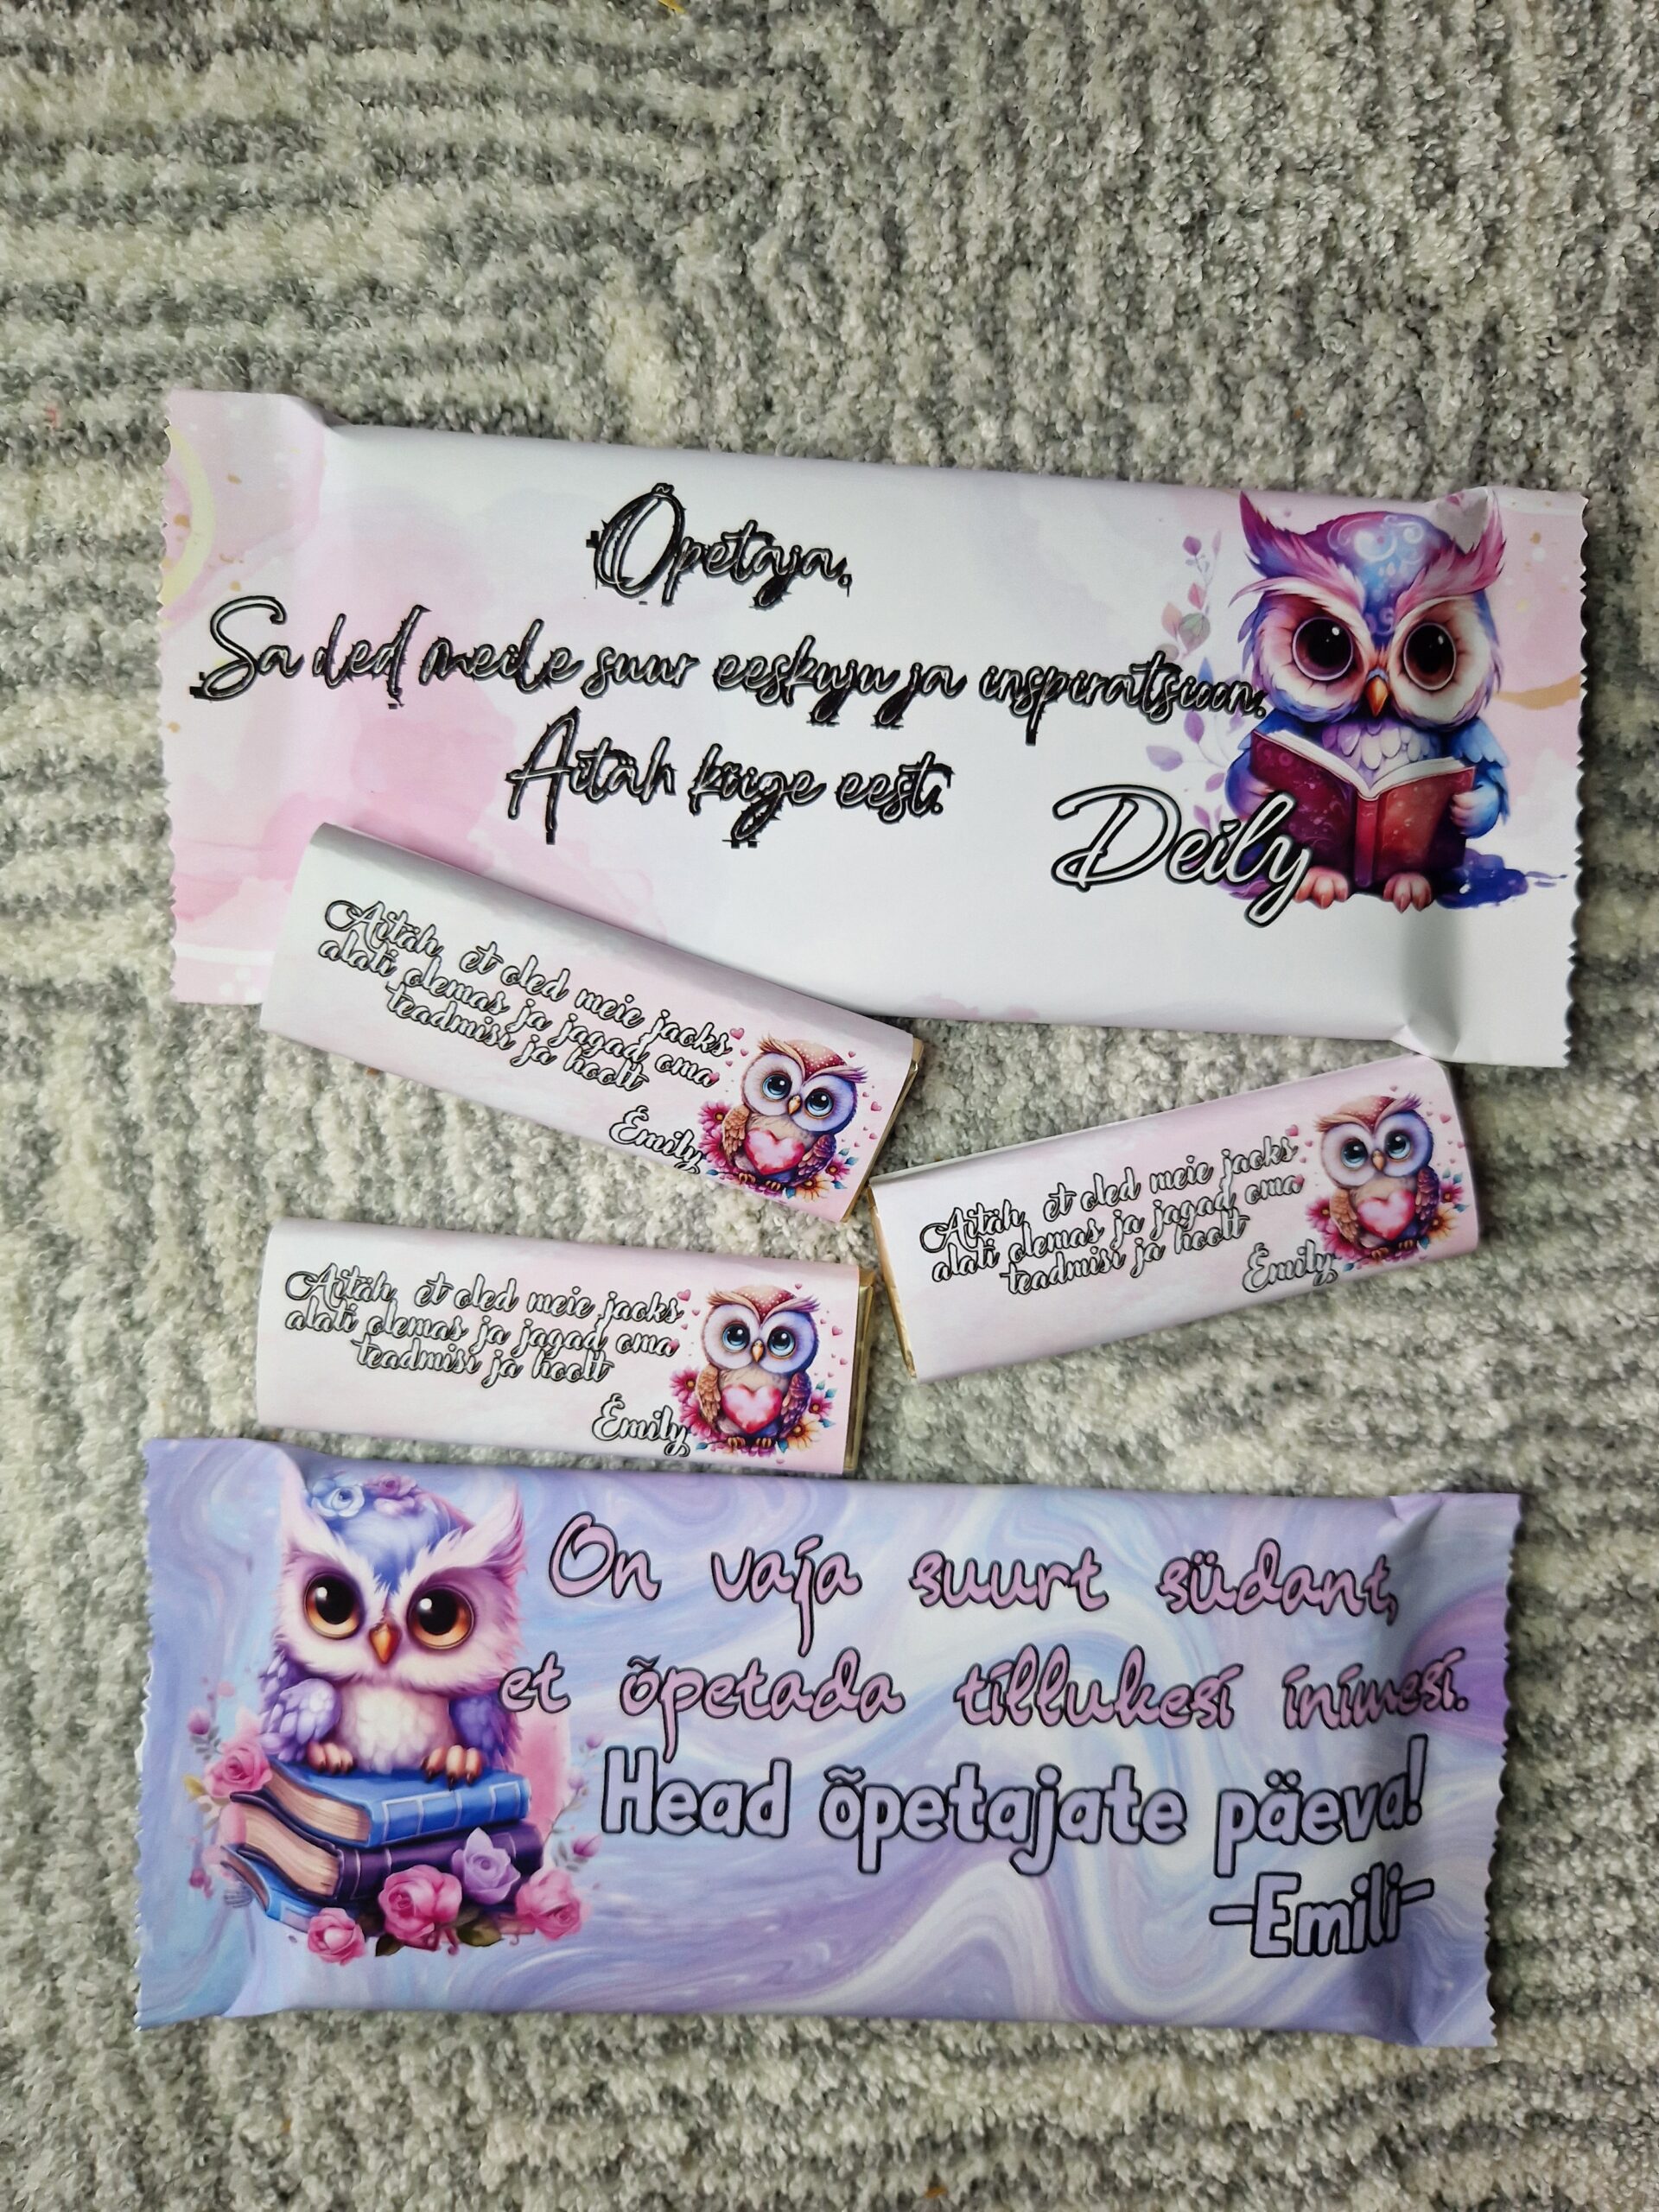 Õpetaja,
Sa oled meile suur eeskuju ja inspiratsioon.
Aitäh kõige eest!
Deily
Aitäh, et oled meie jaoks
alati olemas ja jagad oma
teadmisi ja hoolt
Emily
Aitäh, et oled meie jaoks
alati olemas ja jagad oma
teadmisi ja hoolt
Emily
Aitäh, et oled meie jaoks
alati olemas ja jagad oma
teadmisi ja hoolt
Emily
On vaja suurt südant,
et õpetada tillukesi inimesi.
Head õpetajate päeva!
-Emili-